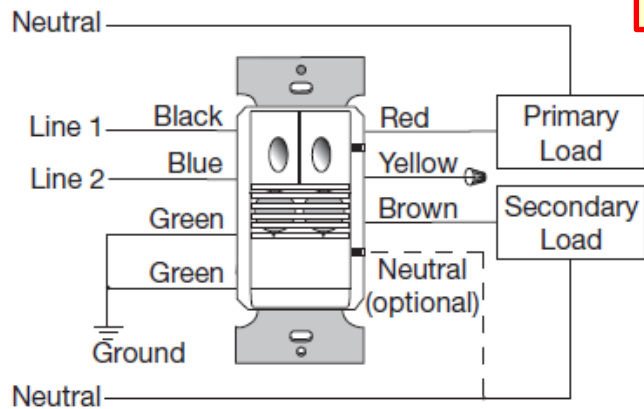 Neutral
Line 1
Black
Red
Primary
Load
Line 2
Blue
Yellow
Green
Brown
Secondary
Load
Green
Neutral
(optional)
Ground
Neutral